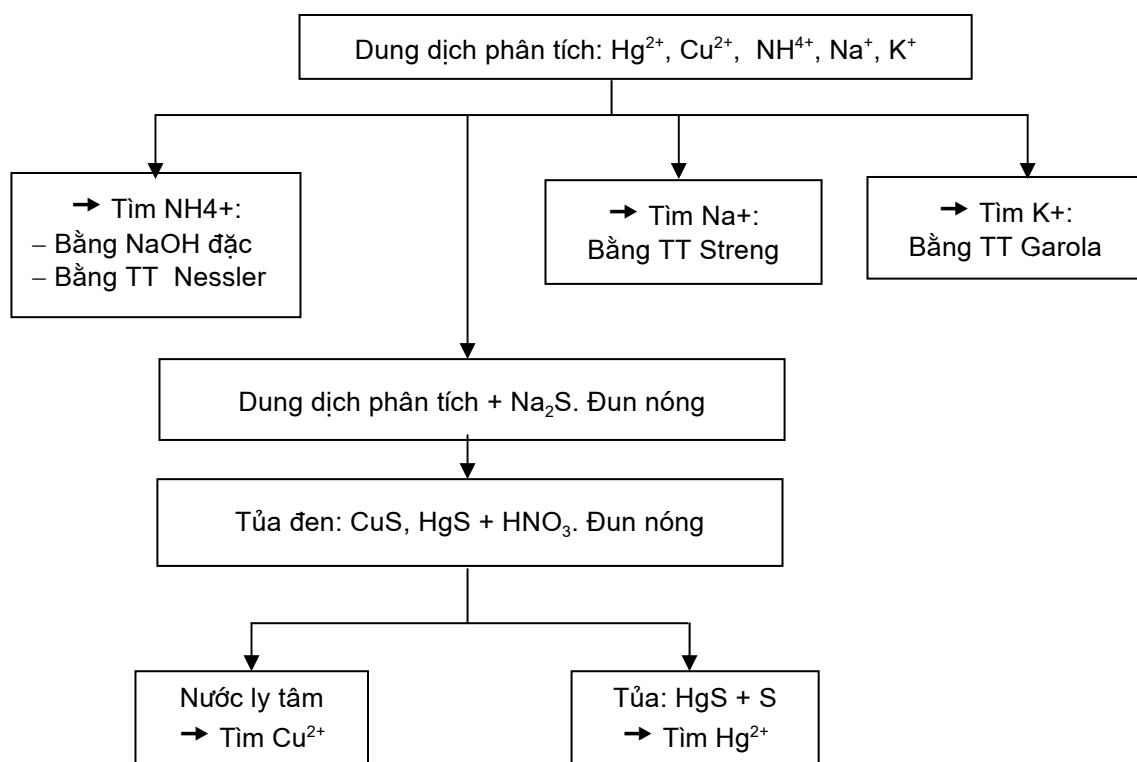 Dung dịch phân tích: Hg²⁺, Cu²⁺, NH⁴⁺, Na⁺, K⁺
➞ Tìm NH4+:
– Bằng NaOH đặc
– Bằng TT Nessler
➞ Tìm Na+:
Bằng TT Streng
➞ Tìm K+:
Bằng TT Garola
Dung dịch phân tích + Na₂S. Đun nóng
Tủa đen: CuS, HgS + HNO₃. Đun nóng
Nước ly tâm
➞ Tìm Cu²⁺
Tủa: HgS + S
➞ Tìm Hg²⁺